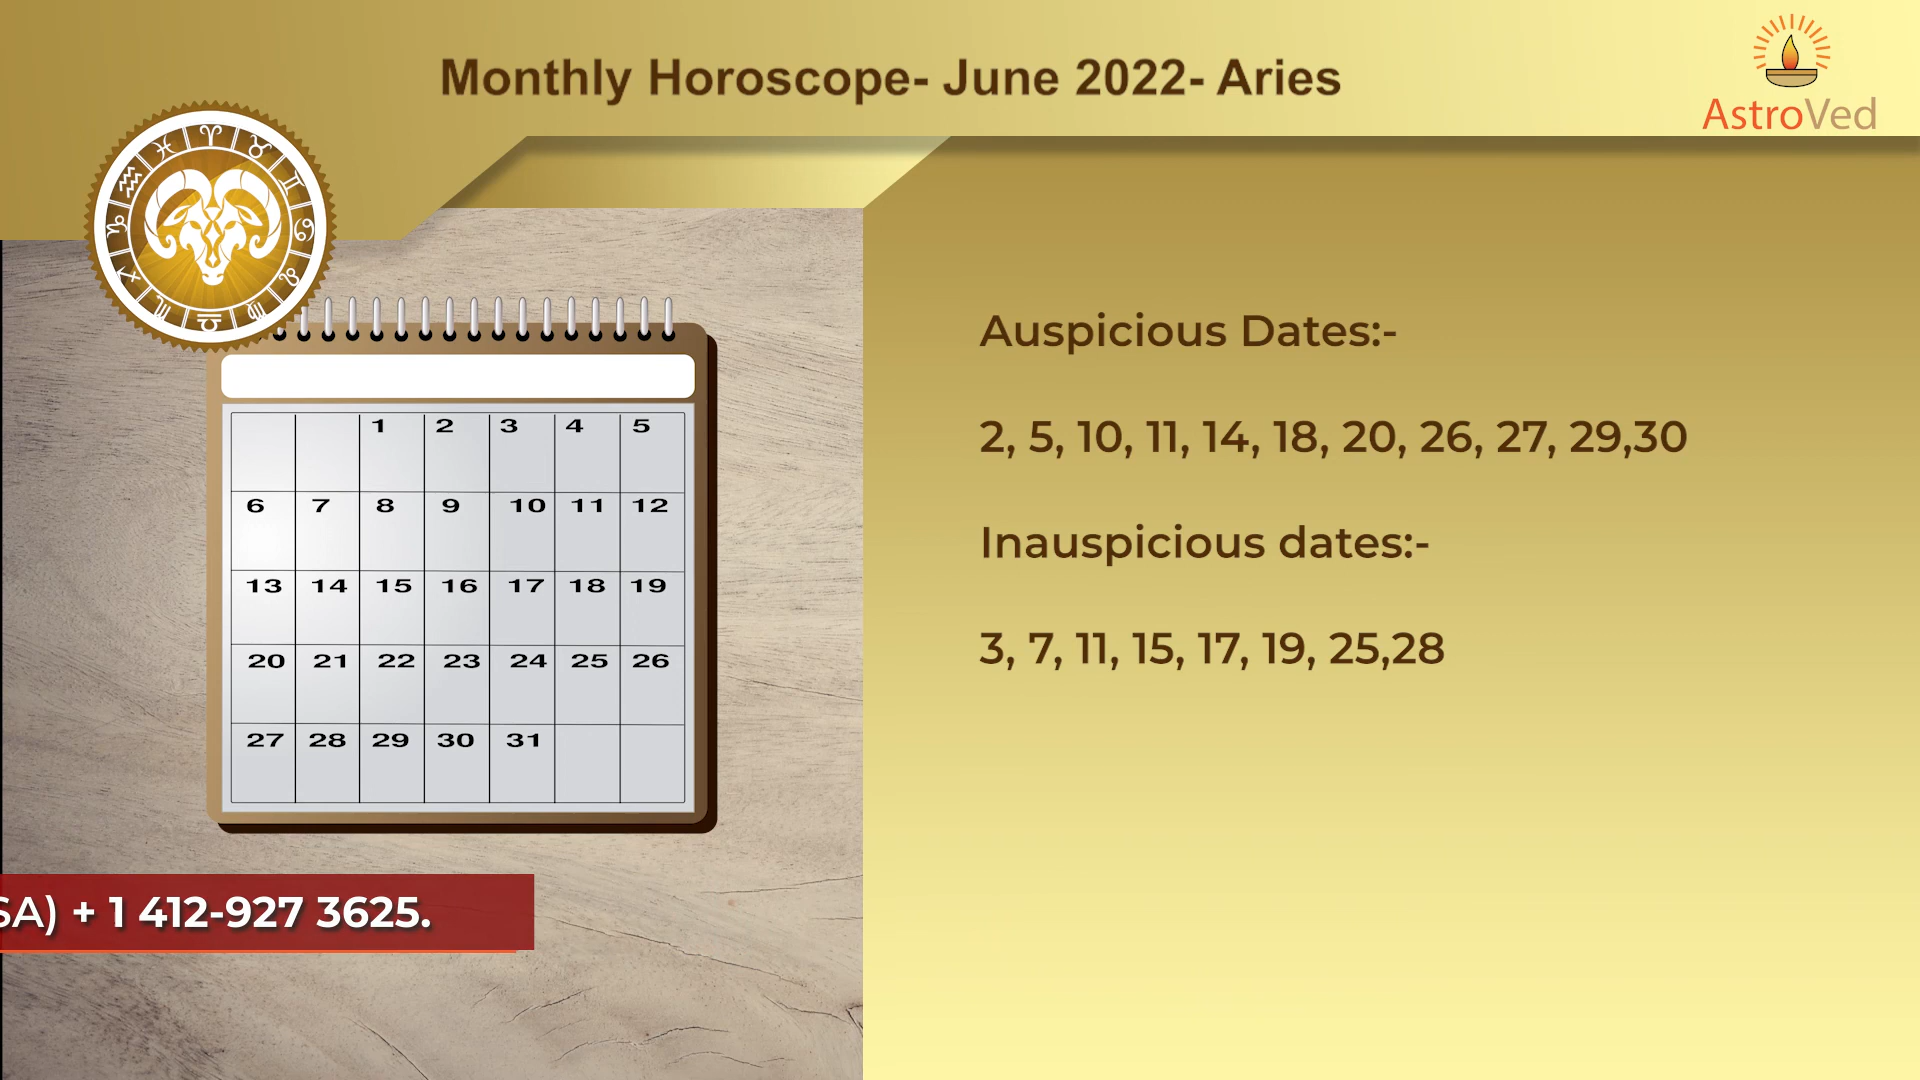 Monthly Horoscope- June 2022- Aries
AstroVed
1 2 3 4 5
6 7 8 9 10 11 12
13 14 15 16 17 18 19
20 21 22 23 24 25 26
27 28 29 30 31
Auspicious Dates:-
2, 5, 10, 11, 14, 18, 20, 26, 27, 29,30
Inauspicious dates:-
3, 7, 11, 15, 17, 19, 25,28
SA) + 1 412-927 3625.